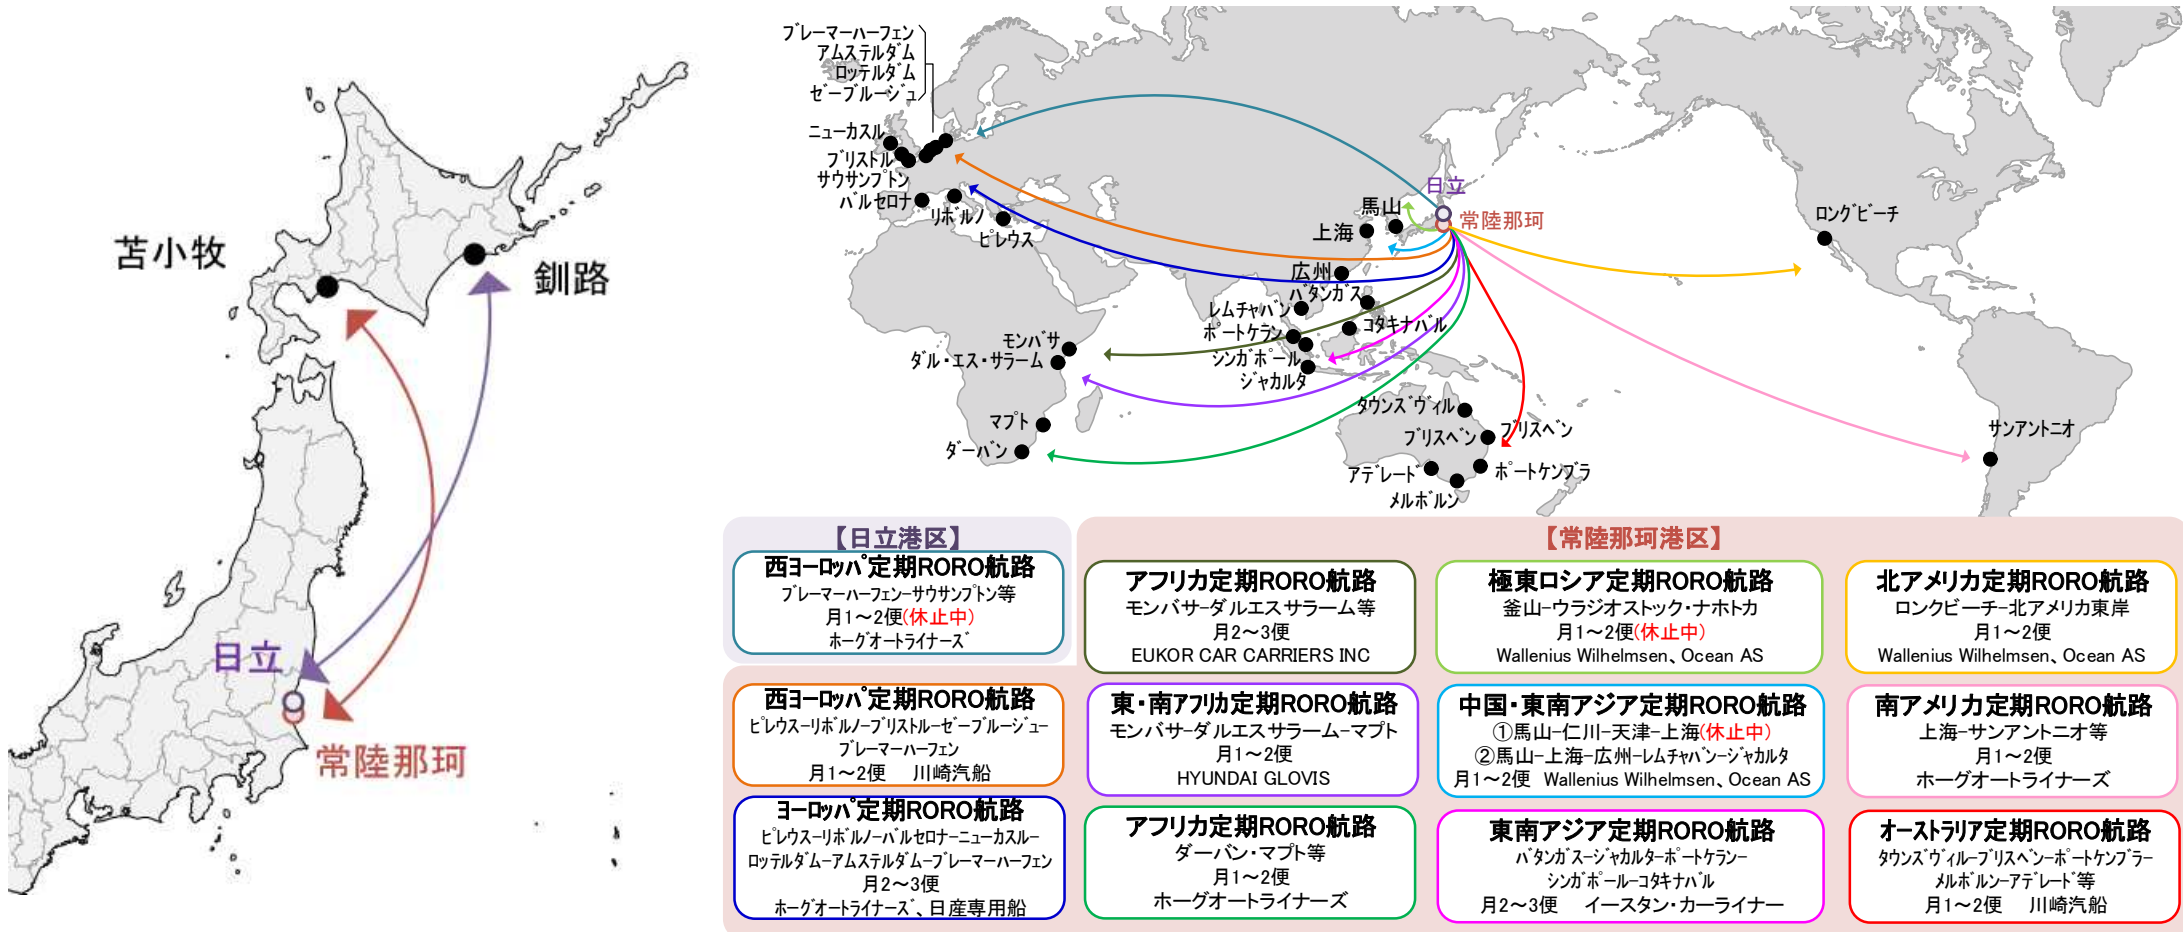 苫小牧
釧路
日立
常陸那珂
ブレーマーハーフェン
アムステルダム
ロッテルダム
ゼーブルージュ
ニューカスル
ブリストル
サウサンプトン
バルセロナ
リボルノ
ピレウス
日立
常陸那珂
馬山
上海
広州
バタンガス
レムチャバン
ポートケラン
コタキナバル
シンガポール
ジャカルタ
モンバサ
ダル・エス・サラーム
マプト
ダーバン
タウンズヴィル
ブリスベン
ブリスベン
アデレード
ポートケンブラ
メルボルン
ロングビーチ
サンアントニオ
【日立港区】
西ヨーロッパ定期RORO航路
ブレーマーハーフェン-サウサンプトン等
月1～2便(休止中)
ホーグオートライナーズ
【常陸那珂港区】
西ヨーロッパ定期RORO航路
ピレウス-リボルノ-ブリストル-ゼーブルージュ-
ブレーマーハーフェン
月1～2便 川崎汽船
ヨーロッパ定期RORO航路
ピレウス-リボルノ-バルセロナ-ニューカスル-
ロッテルダム-アムステルダム-ブレーマーハーフェン
月2～3便
ホーグオートライナーズ、日産専用船
アフリカ定期RORO航路
モンバサ-ダルエスサラーム等
月2～3便
EUKOR CAR CARRIERS INC
東・南アフリカ定期RORO航路
モンバサ-ダルエスサラーム-マプト
月1～2便
HYUNDAI GLOVIS
アフリカ定期RORO航路
ダーバン・マプト等
月1～2便
ホーグオートライナーズ
極東ロシア定期RORO航路
釜山-ウラジオストック・ナホトカ
月1～2便(休止中)
Wallenius Wilhelmsen、Ocean AS
中国・東南アジア定期RORO航路
①馬山-仁川-天津-上海(休止中)
②馬山-上海-広州-レムチャバン-ジャカルタ
月1～2便 Wallenius Wilhelmsen、Ocean AS
東南アジア定期RORO航路
バタンガス-ジャカルタ-ポートケラン-
シンガポール-コタキナバル
月2～3便 イースタン・カーライナー
北アメリカ定期RORO航路
ロンクビーチ-北アメリカ東岸
月1～2便
Wallenius Wilhelmsen、Ocean AS
南アメリカ定期RORO航路
上海-サンアントニオ等
月1～2便
ホーグオートライナーズ
オーストラリア定期RORO航路
タウンズヴィル-ブリスベン-ポートケンブラ-
メルボルン-アデレード等
月1～2便 川崎汽船